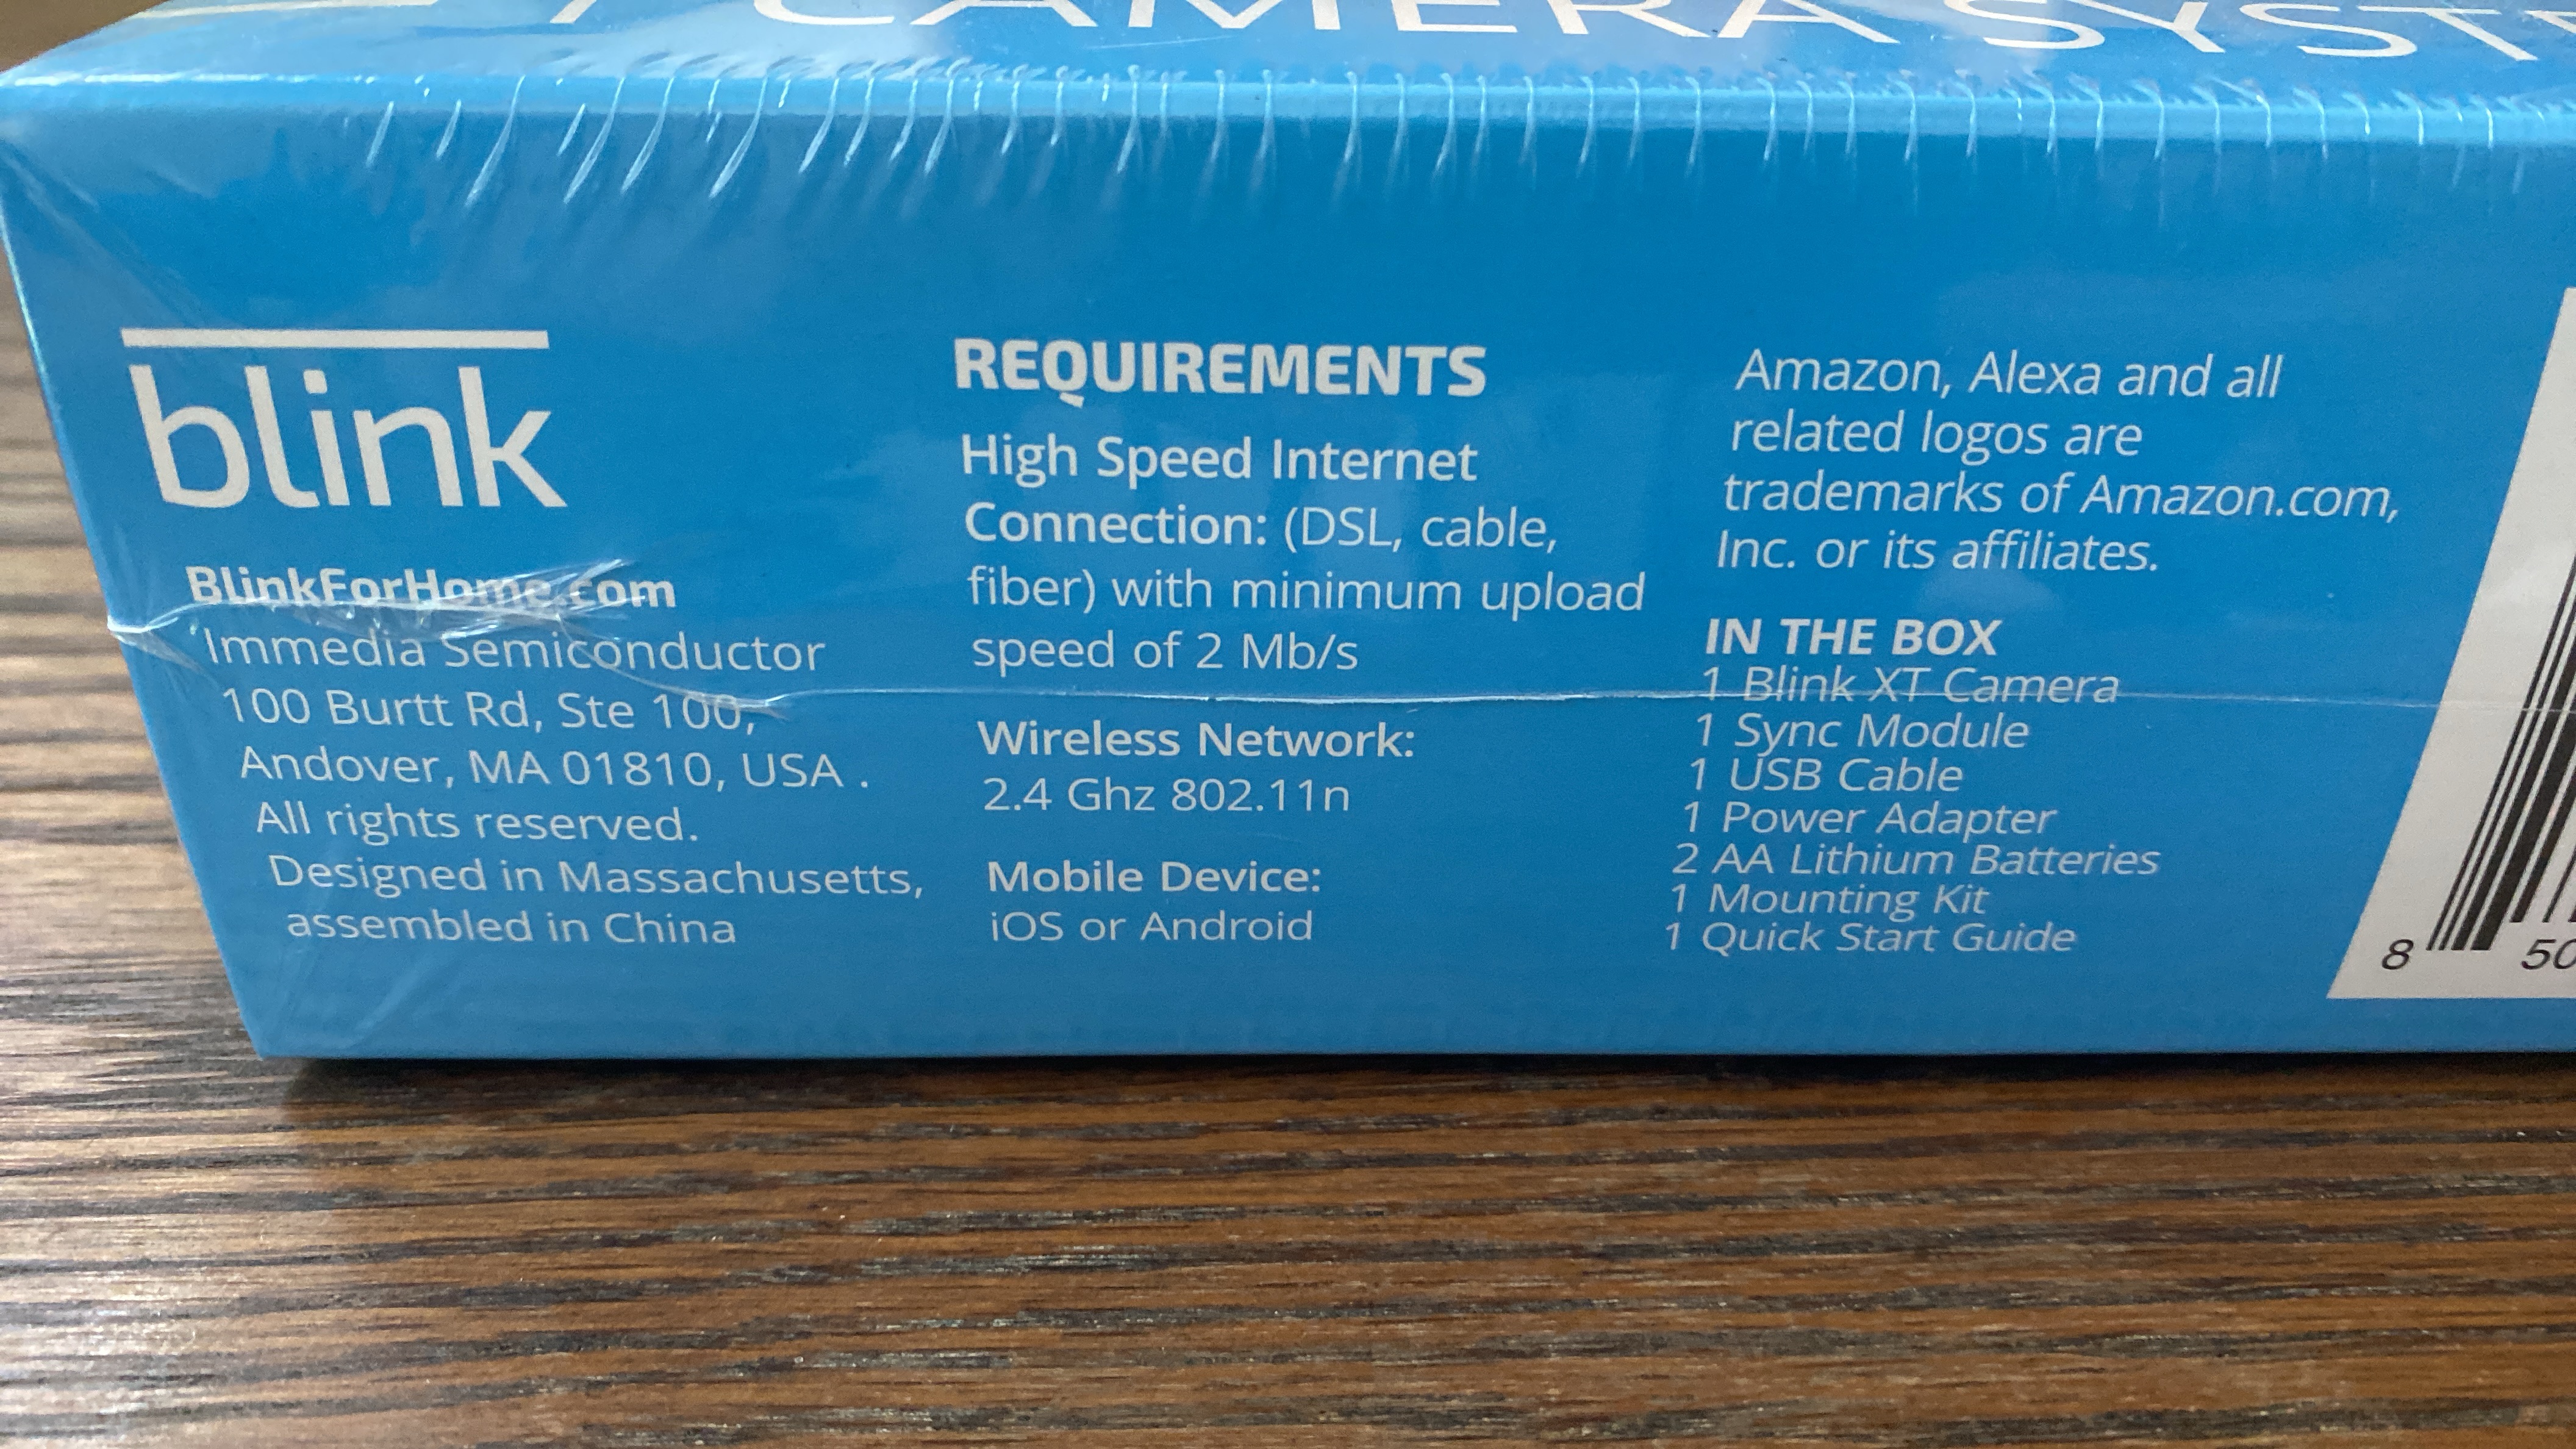 CAMERA SYST
blink
BlinkForHome.com
Immedia Semiconductor
100 Burtt Rd, Ste 100,
Andover, MA 01810, USA .
All rights reserved.
Designed in Massachusetts,
assembled in China
REQUIREMENTS
High Speed Internet
Connection: (DSL, cable,
fiber) with minimum upload
speed of 2 Mb/s
Wireless Network:
2.4 Ghz 802.11n
Mobile Device:
iOS or Android
Amazon, Alexa and all
related logos are
trademarks of Amazon.com,
Inc. or its affiliates.
IN THE BOX
1 Blink XT Camera
1 Sync Module
1 USB Cable
1 Power Adapter
2 AA Lithium Batteries
1 Mounting Kit
1 Quick Start Guide
8 50